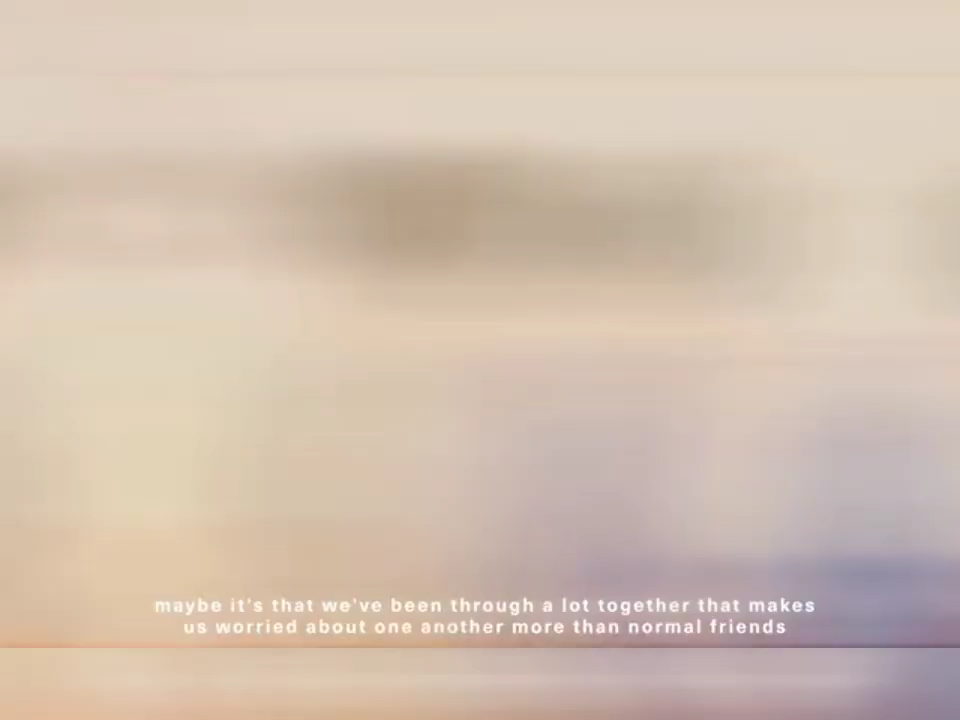 maybe it's that we've been through a lot together that makes
us worried about one another more than normal friends